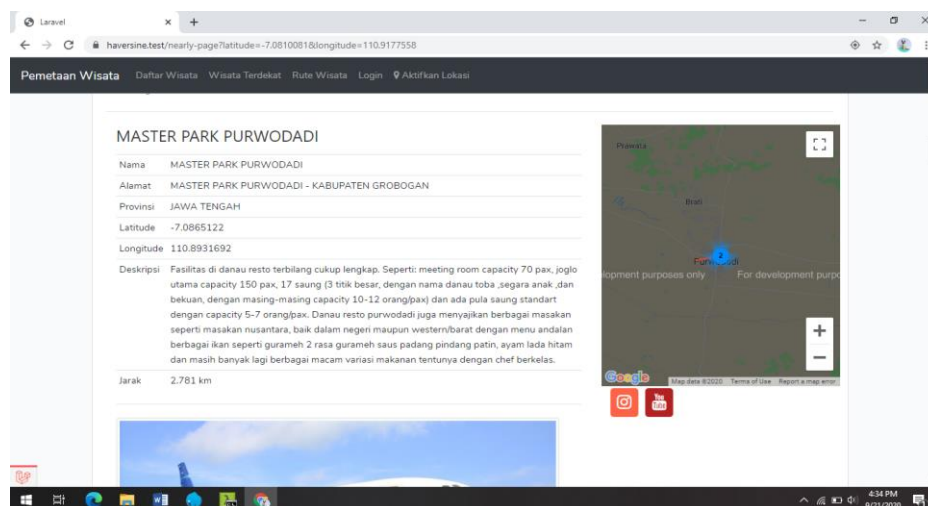 Laravel
haversine.test/nearly-page?latitude=-7.0810081&longitude=110.9177558
Pemetaan Wisata Daftar Wisata Wisata Terdekat Rute Wisata Login Aktifkan Lokasi
MASTER PARK PURWODADI
Nama MASTER PARK PURWODADI
Alamat MASTER PARK PURWODADI - KABUPATEN GROBOGAN
Provinsi JAWA TENGAH
Latitude -7.0865122
Longitude 110.8931692
Deskripsi Fasilitas di danau resto terbilang cukup lengkap. Seperti: meeting room capacity 70 pax, joglo
utama capacity 150 pax, 17 saung (3 titik besar, dengan nama danau toba ,segara anak ,dan
bekuan, dengan masing-masing capacity 10-12 orang/pax) dan ada pula saung standart
dengan capacity 5-7 orang/pax. Danau resto purwodadi juga menyajikan berbagai masakan
seperti masakan nusantara, baik dalam negeri maupun western/barat dengan menu andalan
berbagai ikan seperti gurameh 2 rasa gurameh saus padang pindang patin, ayam lada hitam
dan masih banyak lagi berbagai macam variasi makanan tentunya dengan chef berkelas.
Jarak 2.781 km
Brati
2
lopment purposes only For development purpo
Google Map data ©2020 Terms of Use Report a map error
You
Tube
4:34 PM
9/21/2020